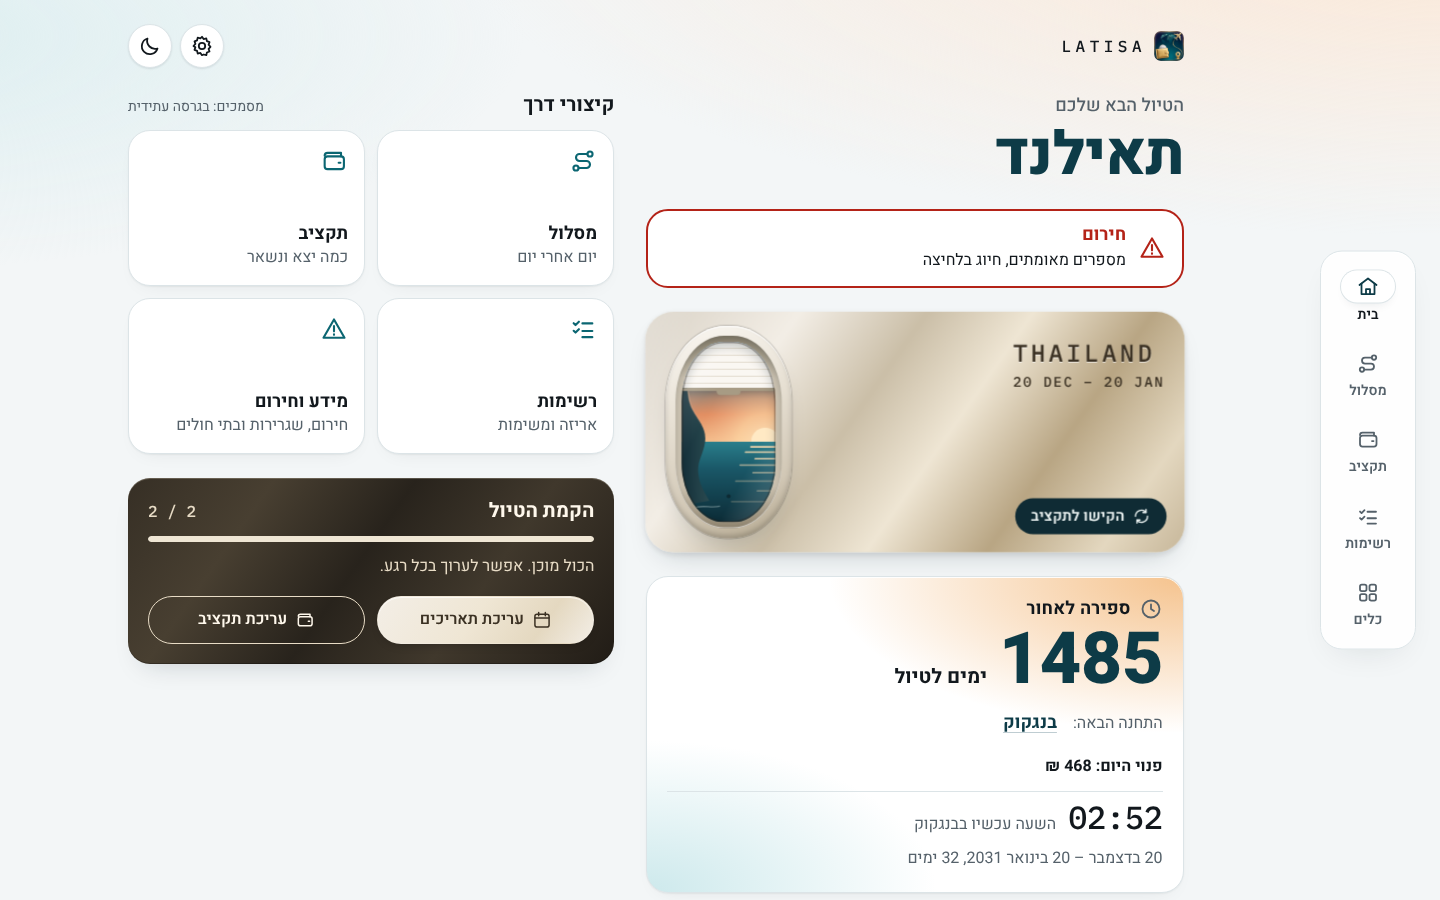 LATISA
הטיול הבא שלכם
תאילנד
חירום
מספרים מאומתים, חיוג בלחיצה
THAILAND
20 DEC – 20 JAN
הקישו לתקציב
ספירה לאחור
1485 ימים לטיול
התחנה הבאה: בנגקוק
פנוי היום: 468 ₪
02:52 השעה עכשיו בבנגקוק
20 בדצמבר – 20 בינואר 2031, 32 ימים
קיצורי דרך
מסמכים: בגרסה עתידית
מסלול
יום אחרי יום
תקציב
כמה יצא ונשאר
רשימות
אריזה ומשימות
מידע וחירום
חירום, שגרירות ובתי חולים
הקמת הטיול
2 / 2
הכול מוכן. אפשר לערוך בכל רגע.
עריכת תאריכים
עריכת תקציב
בית
מסלול
תקציב
רשימות
כלים